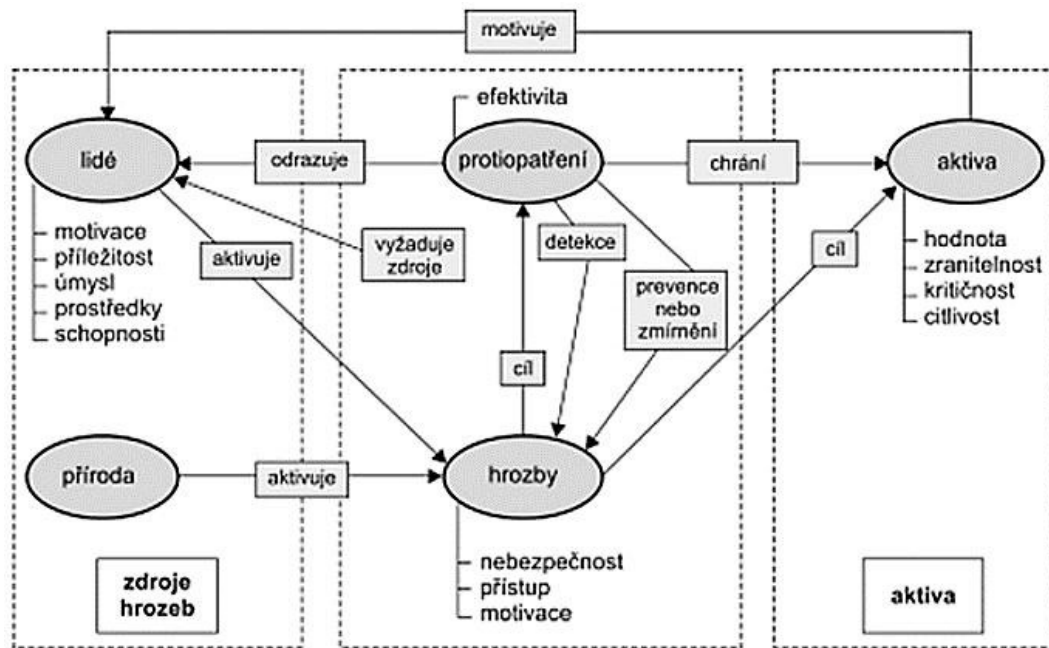 motivuje
efektivita
lidé
odrazuje
protiopatření
chrání
aktiva
motivace
příležitost
úmysl
prostředky
schopnosti
aktivuje
vyžaduje
zdroje
detekce
prevence
nebo
zmírnění
cíl
hodnota
zranitelnost
kritičnost
citlivost
cíl
příroda
aktivuje
hrozby
nebezpečnost
přístup
motivace
zdroje
hrozeb
aktiva